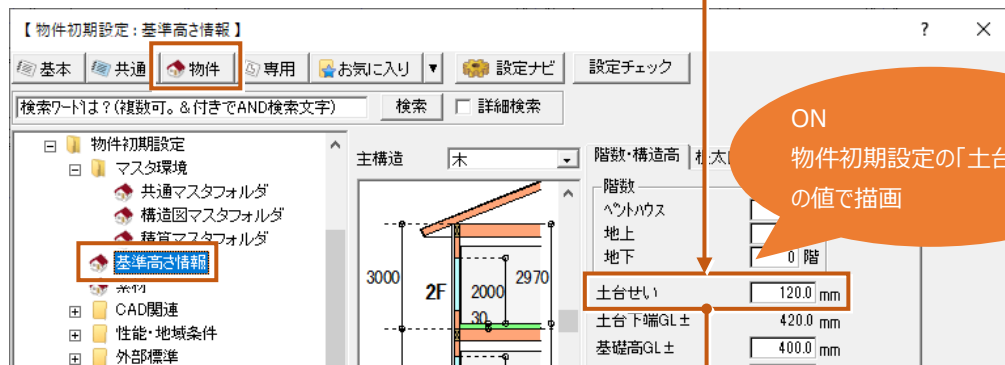 【物件初期設定：基準高さ情報】
?
×
基本
共通
物件
専用
お気に入り
▼
設定ナビ
設定チェック
検索ワードは？(複数可。&付きでAND検索文字)
検索
詳細検索
物件初期設定
マスタ環境
共通マスタフォルダ
構造図マスタフォルダ
積算マスタフォルダ
基準高さ情報
素材
CAD関連
性能・地域条件
外部標準
主構造
木
3000
2F
2000
2970
30
階数・構造高
階数
ペントハウス
地上
地下
0 階
土台せい
120.0 mm
土台下端GL±
420.0 mm
基礎高GL±
400.0 mm
ON
物件初期設定の「土台
の値で描画